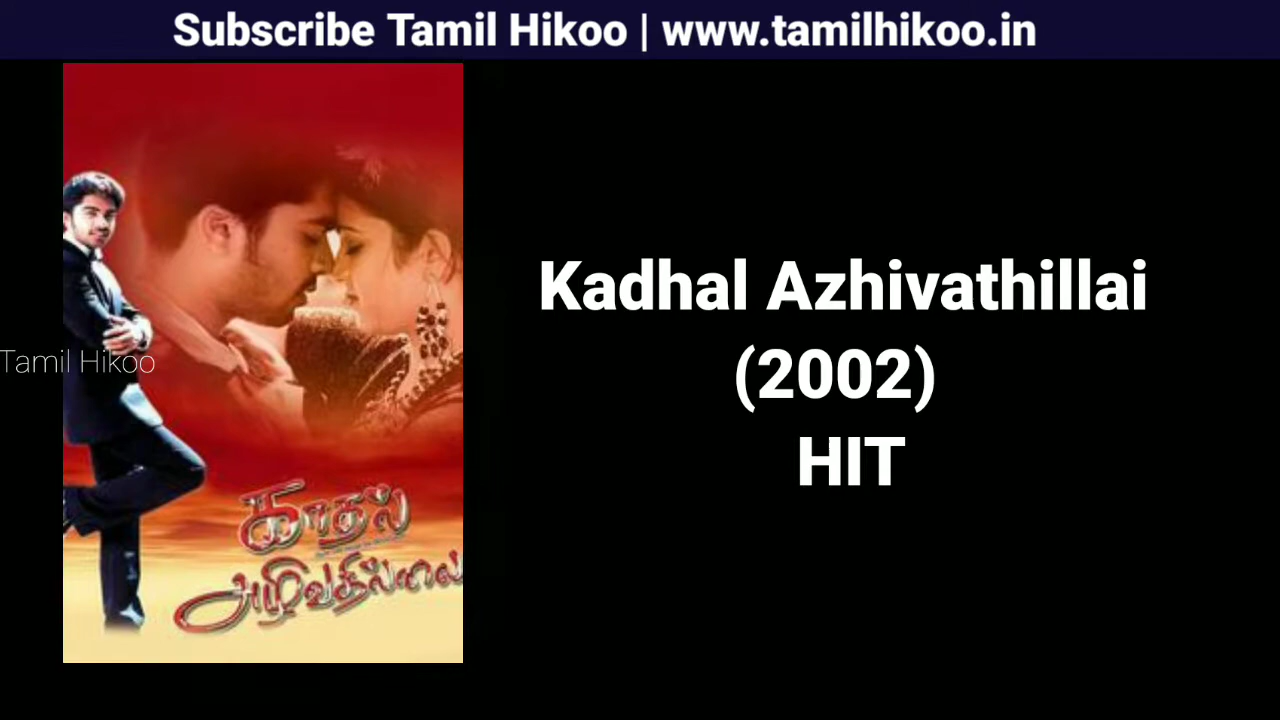 Subscribe Tamil Hikoo | www.tamilhikoo.in
Kadhal Azhivathillai
(2002)
HIT
Tamil Hikoo
காதல்
அழிவதில்லை